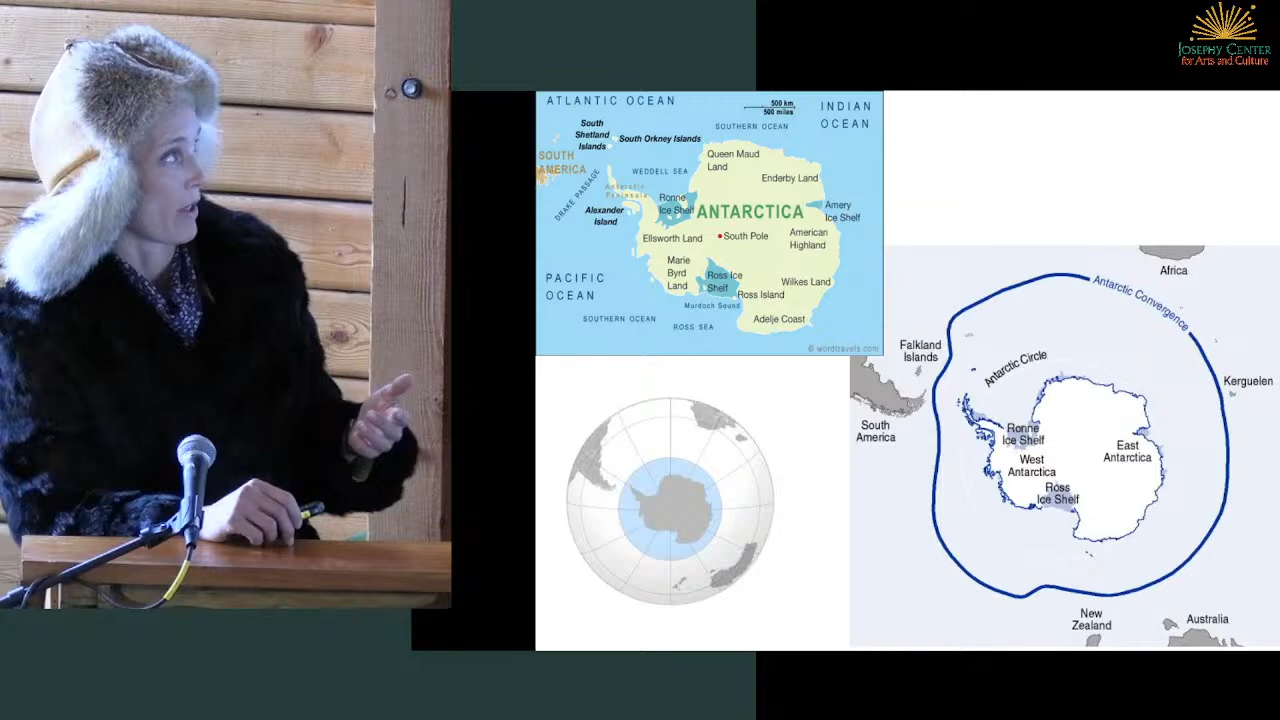 JOSEPHY CENTER
for Arts and Culture
ATLANTIC OCEAN
500 km
500 miles
INDIAN
OCEAN
SOUTHERN OCEAN
South
Shetland
Islands
South Orkney Islands
SOUTH
AMERICA
DRAKE PASSAGE
WEDDELL SEA
Queen Maud
Land
Enderby Land
Antarctic
Peninsula
Ronne
Ice Shelf
ANTARCTICA
Amery
Ice Shelf
Alexander
Island
Ellsworth Land
South Pole
American
Highland
Marie
Byrd
Land
Ross Ice
Shelf
Wilkes Land
PACIFIC
OCEAN
Ross Island
Murdoch Sound
SOUTHERN OCEAN
ROSS SEA
Adelje Coast
© wordtravels.com
Africa
Antarctic Convergence
Falkland
Islands
Antarctic Circle
Kerguelen
South
America
Ronne
Ice Shelf
West
Antarctica
East
Antarctica
Ross
Ice Shelf
New
Zealand
Australia